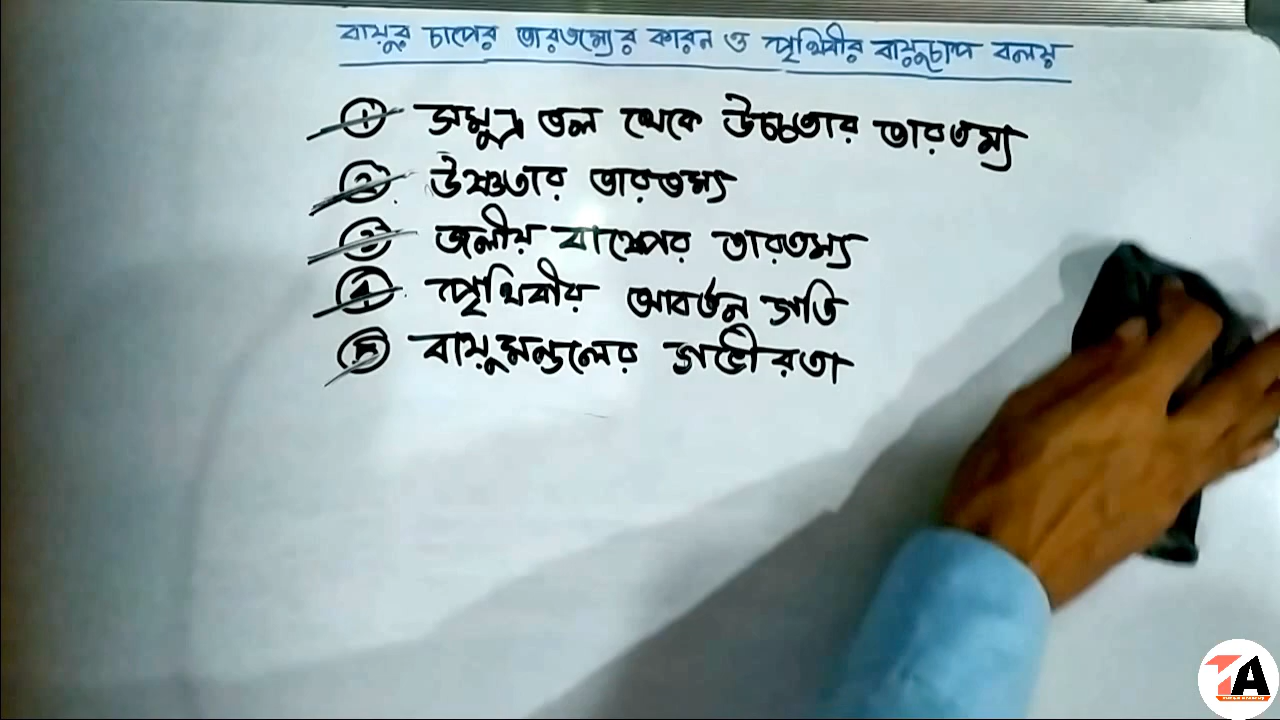 বায়ুর চাপের তারতম্যের কারন ও পৃথিবীর বায়ুচাপ বলয়
১ সমুদ্র তল থেকে উচ্চতার তারতম্য
২ উষ্ণতার তারতম্য
৩ জলীয় বাষ্পের তারতম্য
৪ পৃথিবীর আবর্তন গতি
৫ বায়ুমন্ডলের গভীরতা
TA